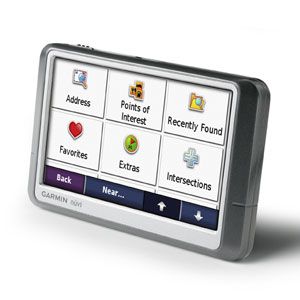 Address
Points of
Interest
Recently Found
Favorites
Extras
Intersections
Back
Near...
GARMIN nüvi